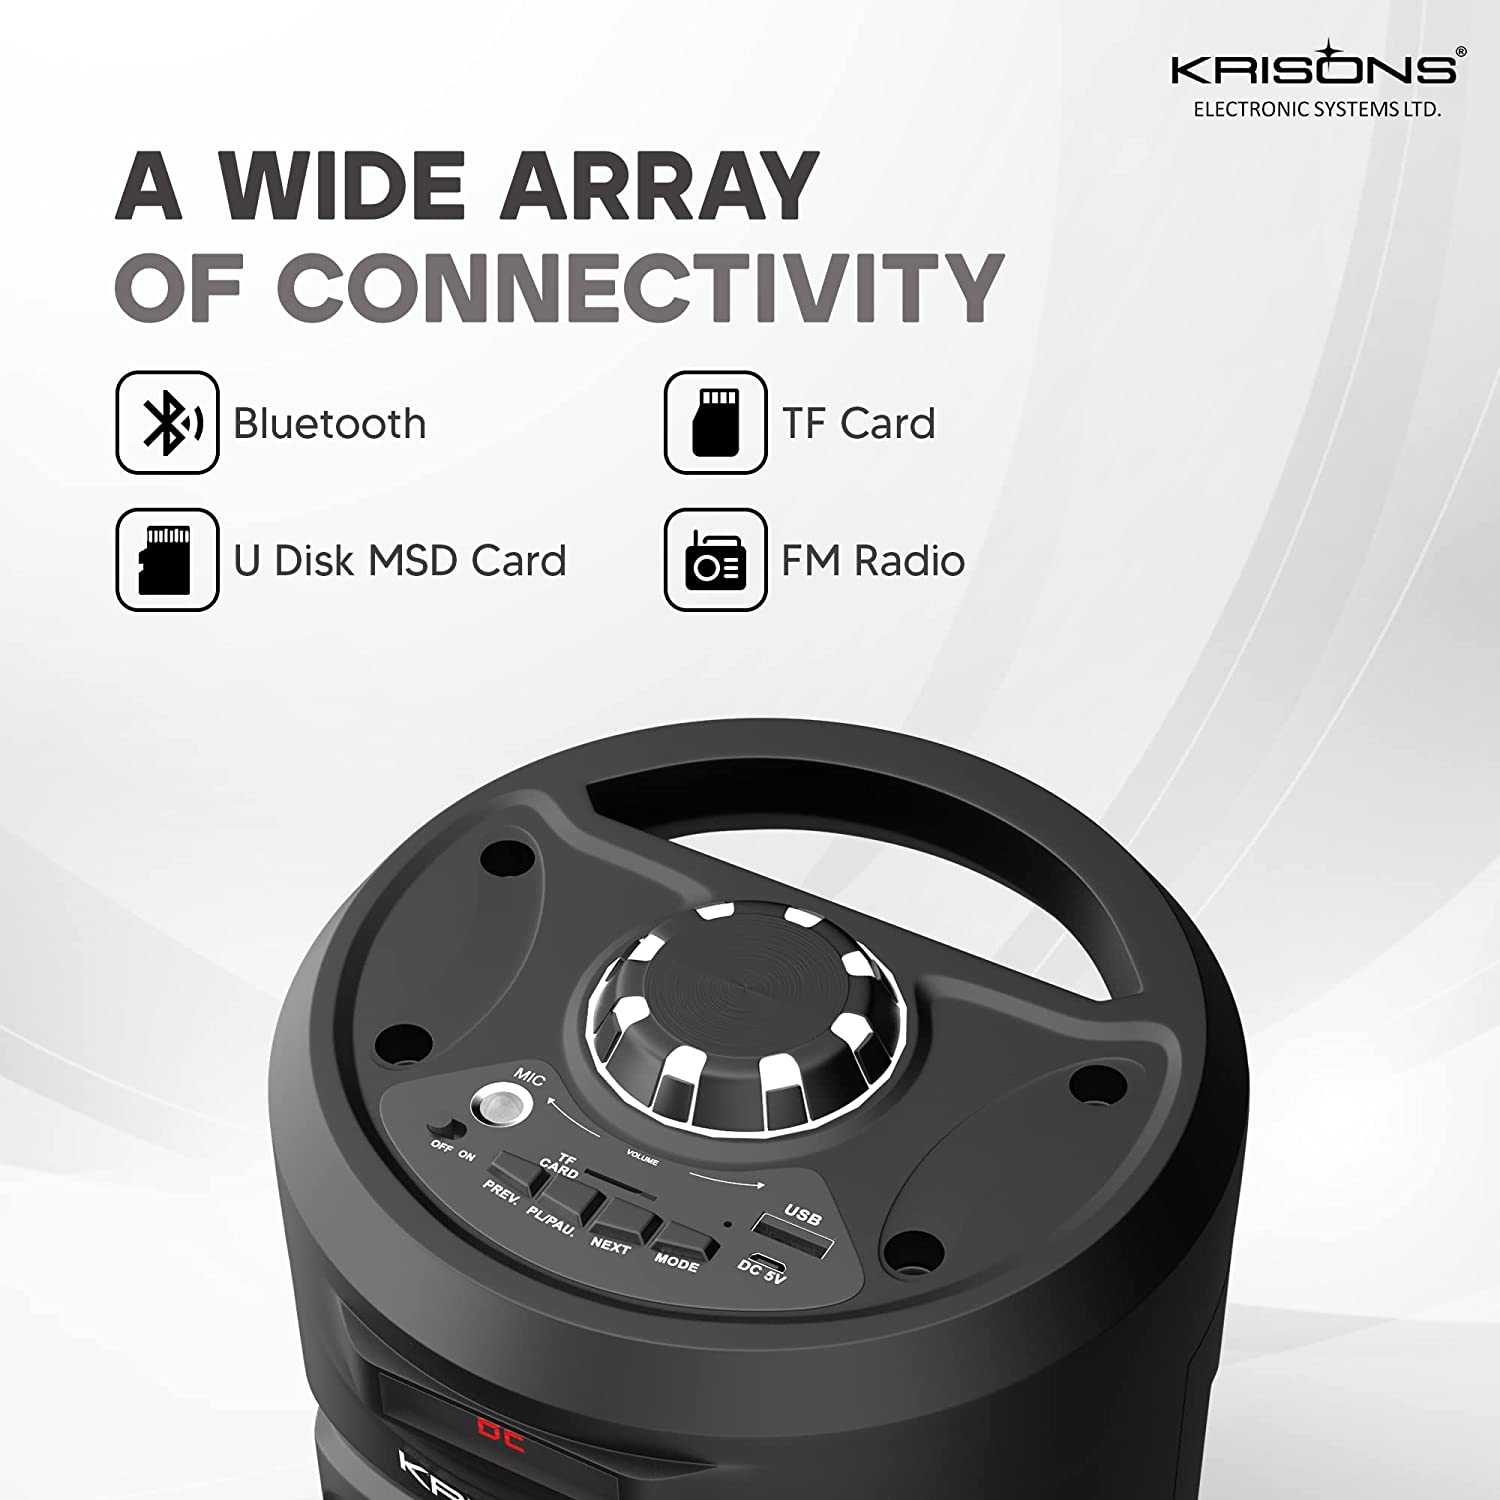 KRISONS®
ELECTRONIC SYSTEMS LTD.
A WIDE ARRAY
OF CONNECTIVITY
Bluetooth
TF Card
U Disk MSD Card
FM Radio
MIC
OFF ON
VOLUME
TF
CARD
PREV.
PL/PAU.
NEXT
MODE
USB
DC 5V